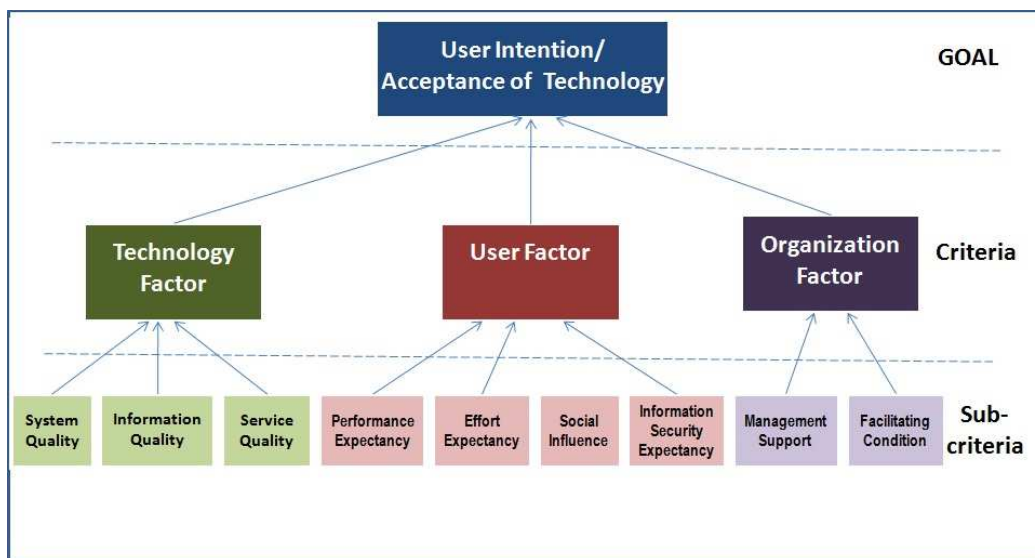 User Intention/
Acceptance of Technology
GOAL
Technology
Factor
User Factor
Organization
Factor
Criteria
System
Quality
Information
Quality
Service
Quality
Performance
Expectancy
Effort
Expectancy
Social
Influence
Information
Security
Expectancy
Management
Support
Facilitating
Condition
Sub-
criteria